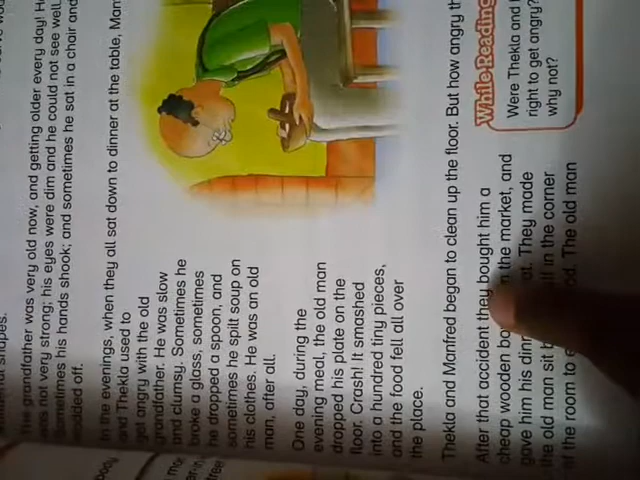 shapes.
The grandfather was very old now, and getting older every day! He
was not very strong; his eyes were dim and he could not see well
Sometimes his hands shook; and sometimes he sat in a chair and
nodded off.
In the evenings, when they all sat down to dinner at the table,
and Thekla used to
get angry with the old
grandfather. He was slow
and clumsy. Sometimes he
broke a glass, sometimes
he dropped a spoon, and
sometimes he spilt soup on
his clothes. He was an old
man, after all.
One day, during the
evening meal, the old man
dropped his plate on the
floor. Crash! It smashed
into a hundred tiny pieces,
and the food fell all over
the place.
Thekla and Manfred began to clean up the floor. But how angry
After that accident they bought him a
cheap wooden the market, and
gave him his They made
the old man sit in the corner
of the room to The old man
While Reading
Were Thekla and
right to get angry?
why not?